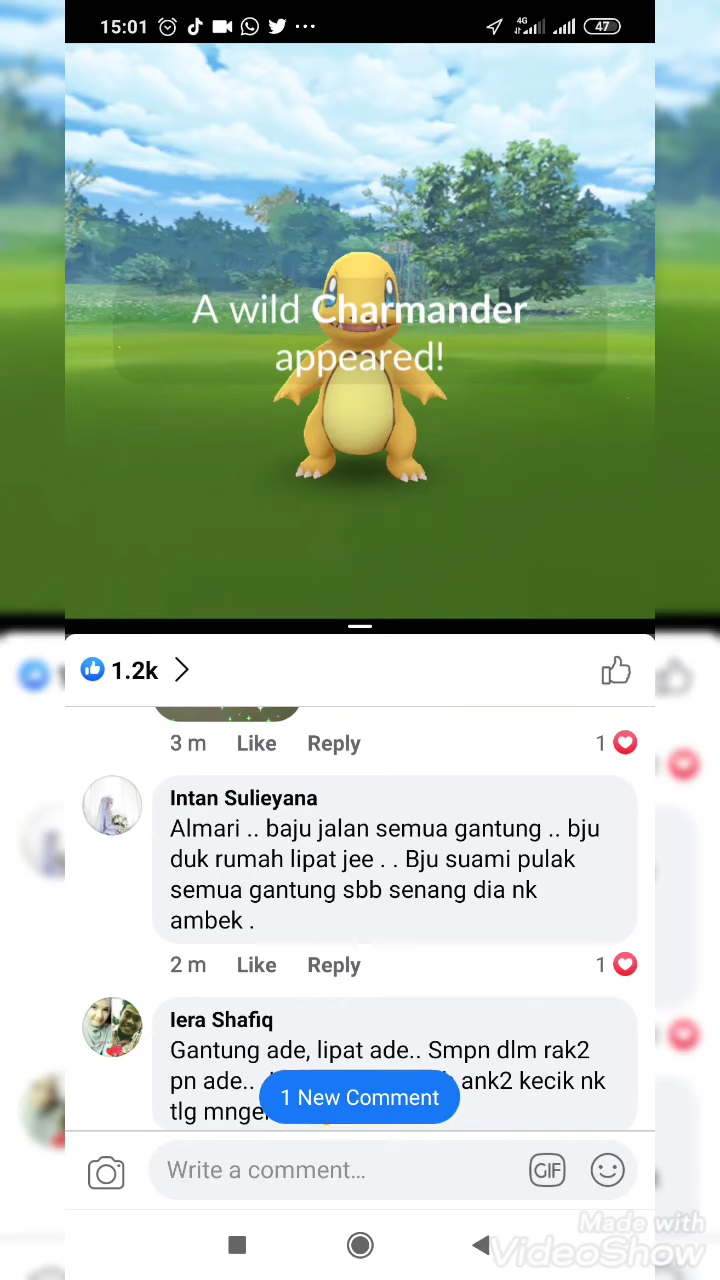 15:01
4G
47
A wild Charmander
appeared!
1.2k
3 m Like Reply 1
Intan Sulieyana
Almari .. baju jalan semua gantung .. bju
duk rumah lipat jee . . Bju suami pulak
semua gantung sbb senang dia nk
ambek .
2 m Like Reply 1
Iera Shafiq
Gantung ade, lipat ade.. Smpn dlm rak2
pn ade.. ank2 kecik nk
tlg
1 New Comment
Write a comment...
GIF
Made with
VideoShow